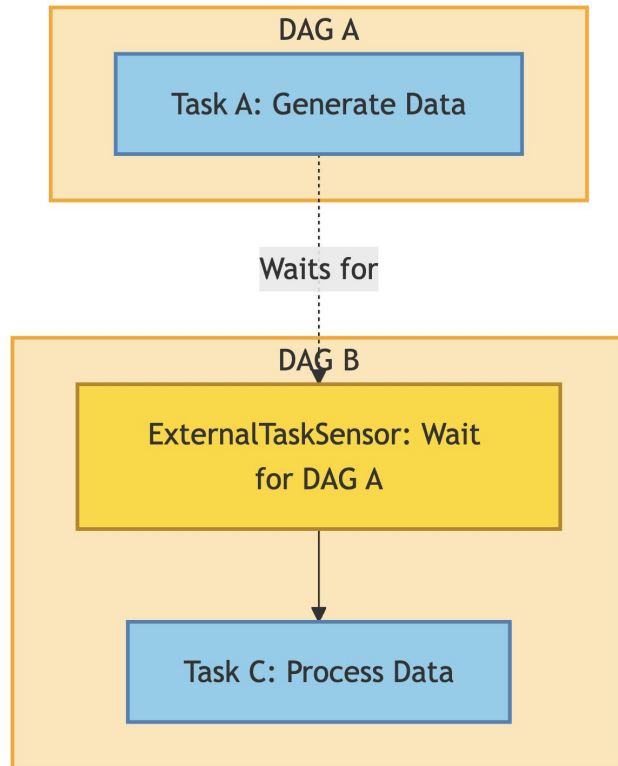 DAG A
Task A: Generate Data
Waits for
DAG B
ExternalTaskSensor: Wait
for DAG A
Task C: Process Data